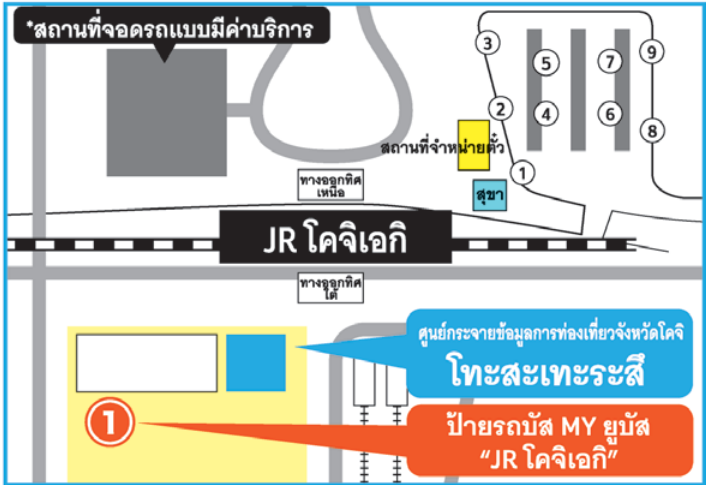 *สถานที่จอดรถแบบมีค่าบริการ
3
9
5
7
2
4
6
8
สถานที่จำหน่ายตั๋ว
1
สุขา
ทางออกทิศ
เหนือ
JR โคจิเอกิ
ทางออกทิศ
ใต้
ศูนย์กระจายข้อมูลการท่องเที่ยวจังหวัดโคจิ
โทะสะเทะระสึ
1
ป้ายรถบัส MY ยูบัส
“JR โคจิเอกิ”